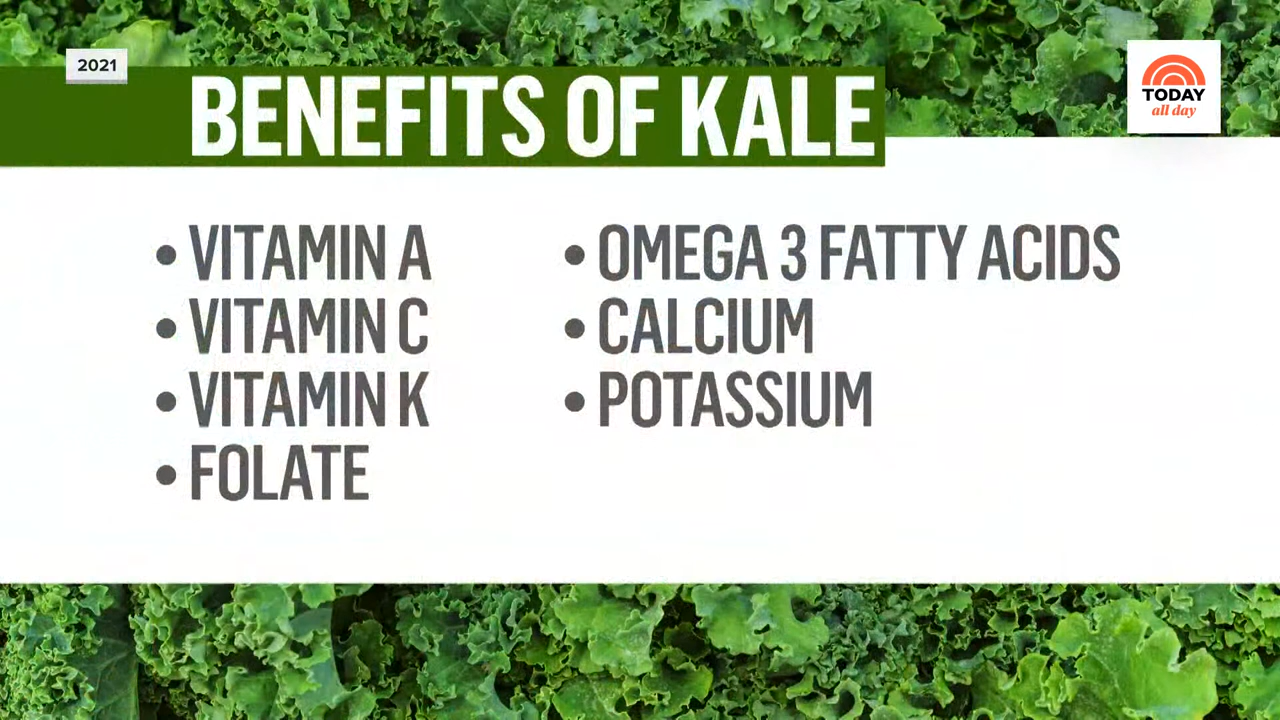 2021
BENEFITS OF KALE
TODAY
all day
• VITAMIN A
• VITAMIN C
• VITAMIN K
• FOLATE
• OMEGA 3 FATTY ACIDS
• CALCIUM
• POTASSIUM